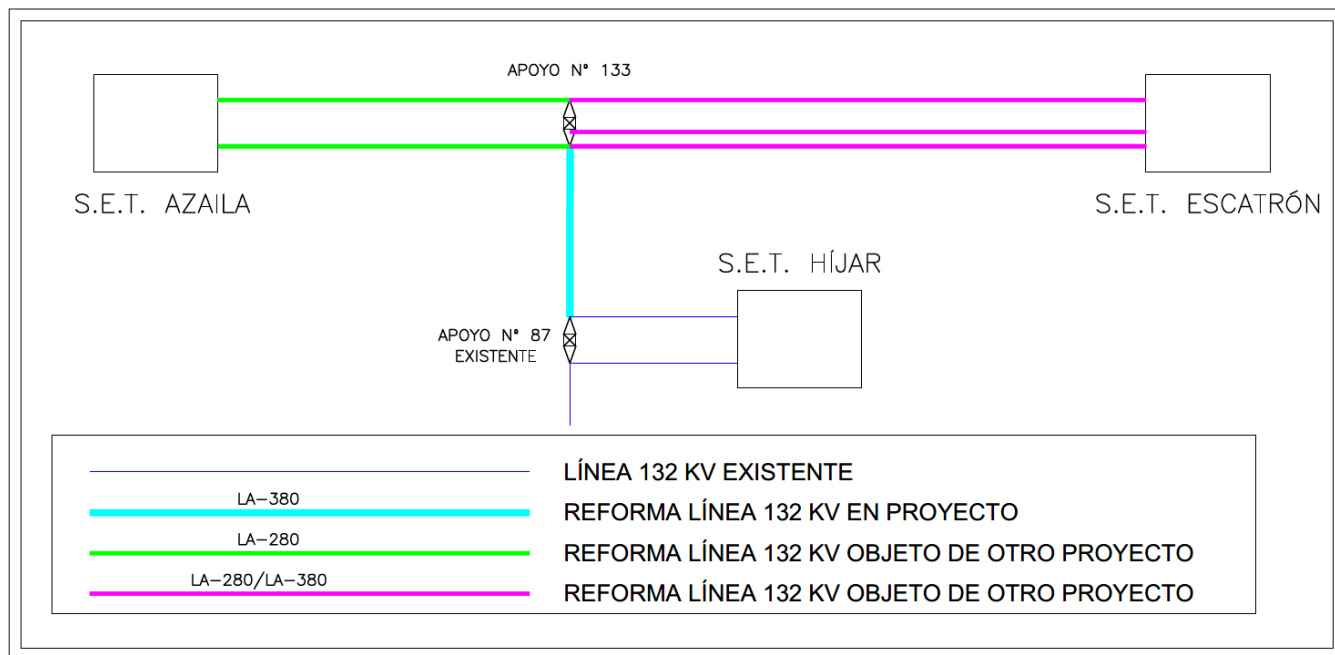 APOYO N° 133
S.E.T. AZAILA
S.E.T. ESCATRÓN
S.E.T. HÍJAR
APOYO N° 87
EXISTENTE
LÍNEA 132 KV EXISTENTE
LA-380
REFORMA LÍNEA 132 KV EN PROYECTO
LA-280
REFORMA LÍNEA 132 KV OBJETO DE OTRO PROYECTO
LA-280/LA-380
REFORMA LÍNEA 132 KV OBJETO DE OTRO PROYECTO